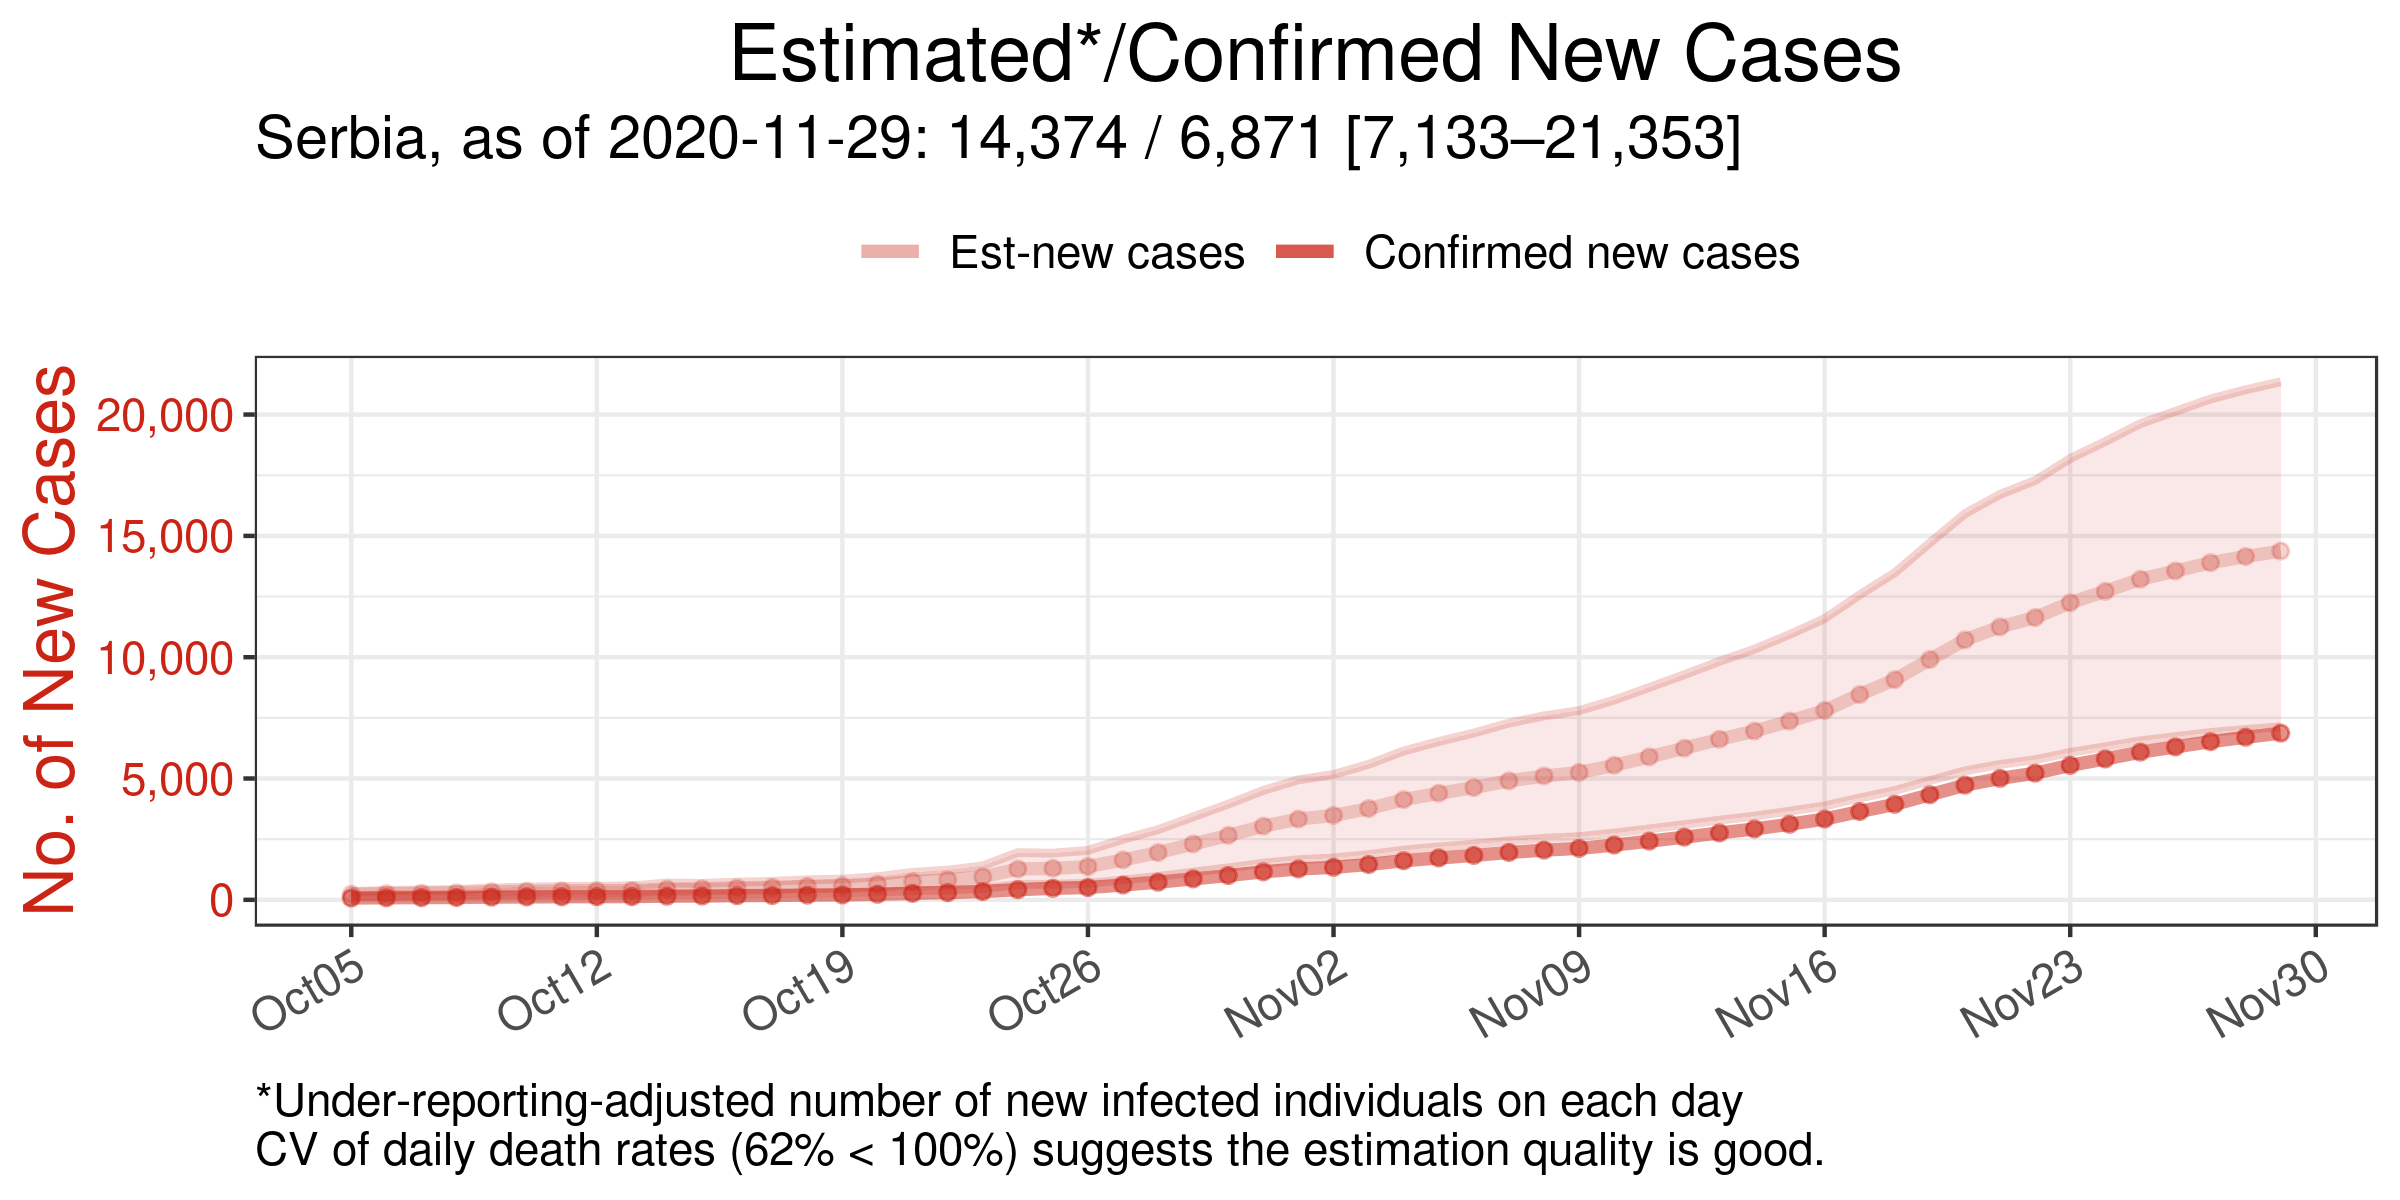 Estimated*/Confirmed New Cases
Serbia, as of 2020-11-29: 14,374 / 6,871 [7,133–21,353]
Est-new cases
Confirmed new cases
No. of New Cases
20,000
15,000
10,000
5,000
0
Oct05
Oct12
Oct19
Oct26
Nov02
Nov09
Nov16
Nov23
Nov30
*Under-reporting-adjusted number of new infected individuals on each day
CV of daily death rates (62% < 100%) suggests the estimation quality is good.